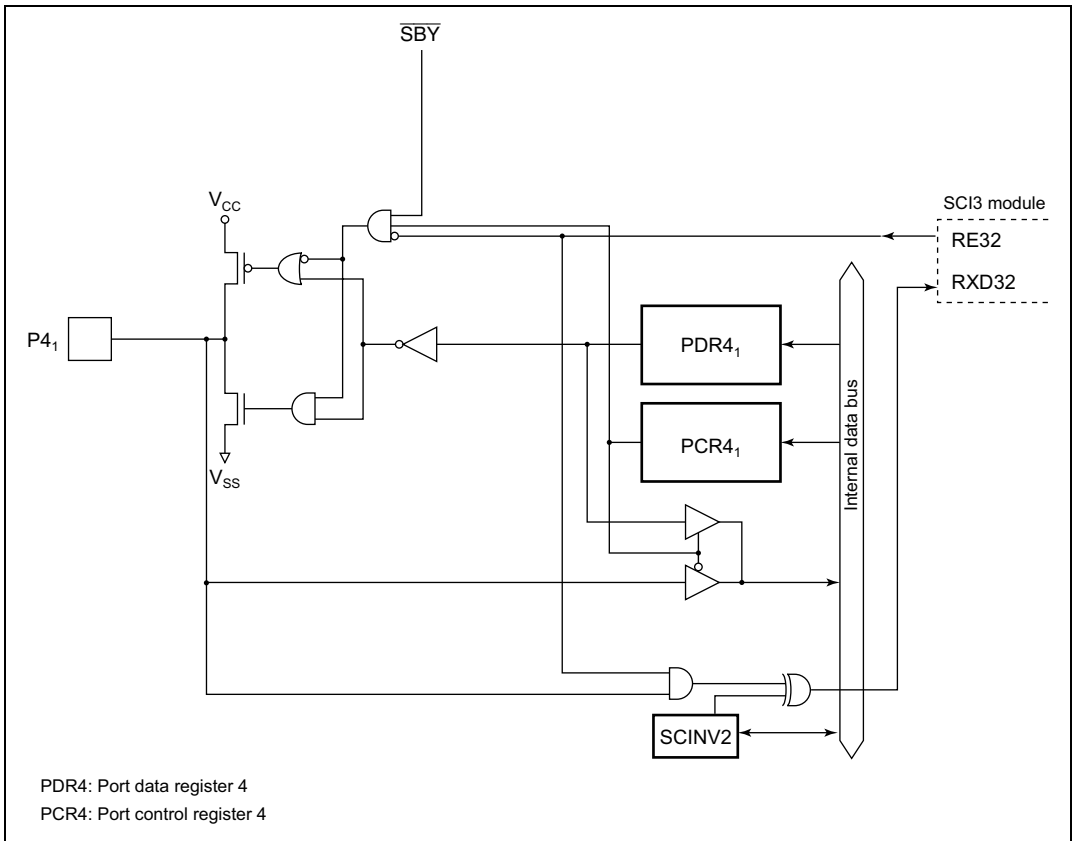 SBY
SCI3 module
VCC
RE32
RXD32
P41
PDR41
PCR41
Internal data bus
VSS
SCINV2
PDR4: Port data register 4
PCR4: Port control register 4